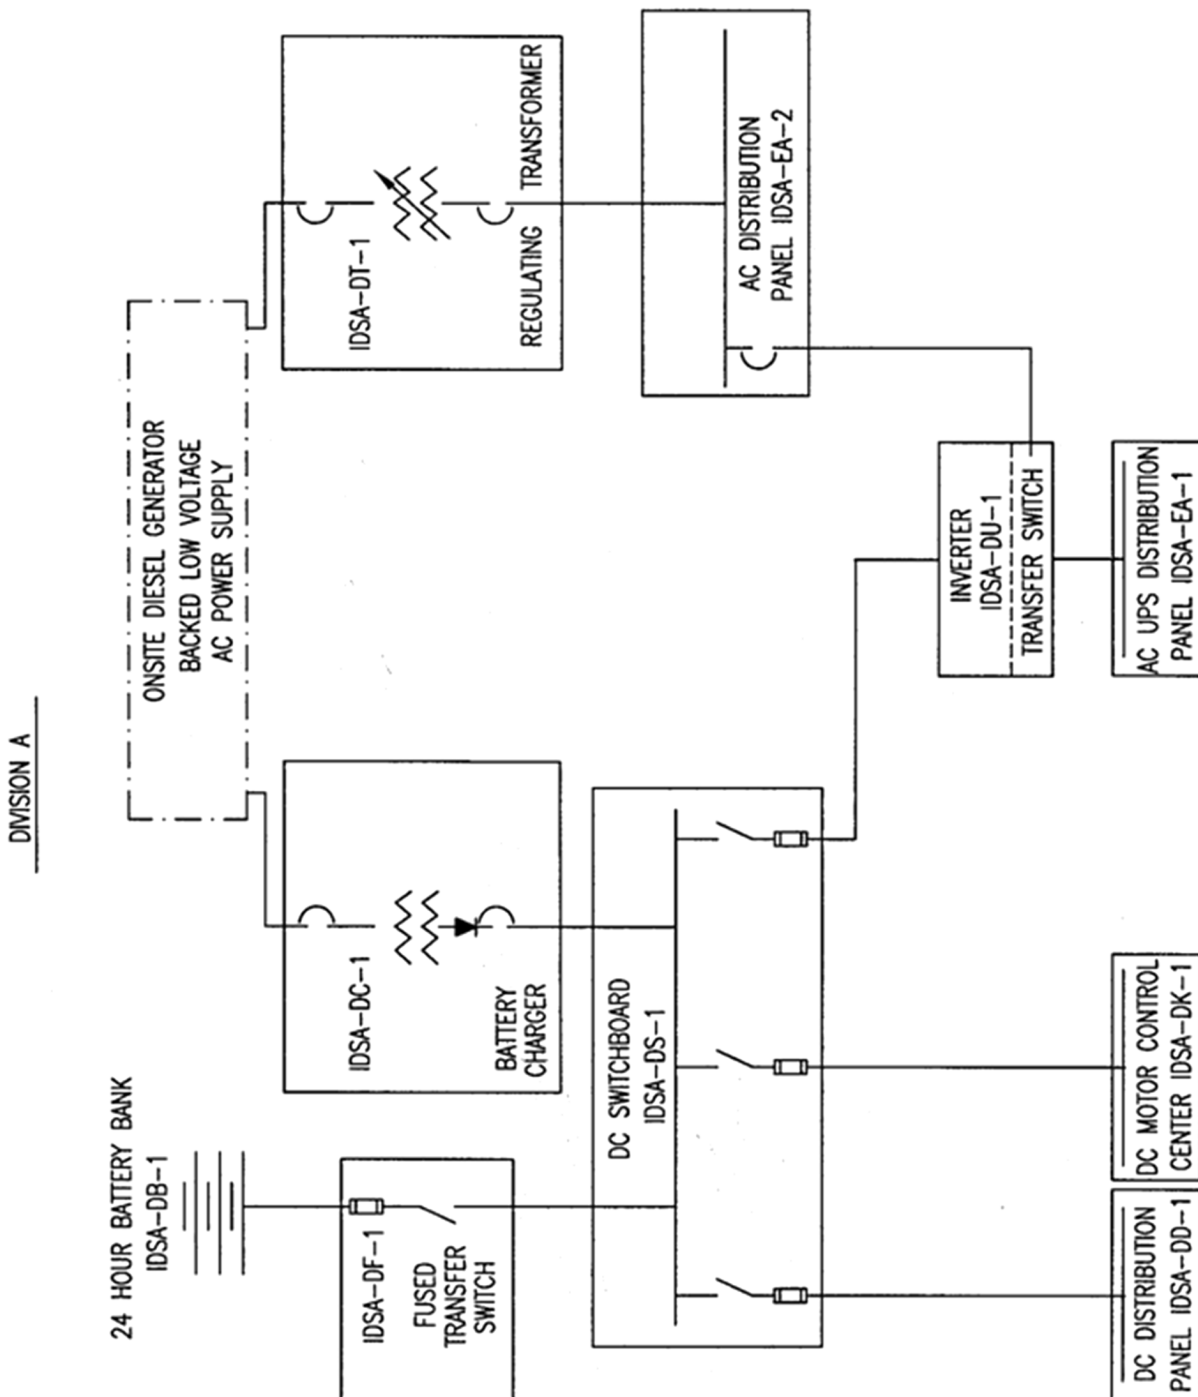 DIVISION A
24 HOUR BATTERY BANK
IDSA-DB-1
ONSITE DIESEL GENERATOR
BACKED LOW VOLTAGE
AC POWER SUPPLY
IDSA-DF-1
FUSED
TRANSFER
SWITCH
IDSA-DC-1
BATTERY
CHARGER
IDSA-DT-1
REGULATING TRANSFORMER
DC SWITCHBOARD
IDSA-DS-1
AC DISTRIBUTION
PANEL IDSA-EA-2
INVERTER
IDSA-DU-1
TRANSFER SWITCH
DC DISTRIBUTION
PANEL IDSA-DD-1
DC MOTOR CONTROL
CENTER IDSA-DK-1
AC UPS DISTRIBUTION
PANEL IDSA-EA-1